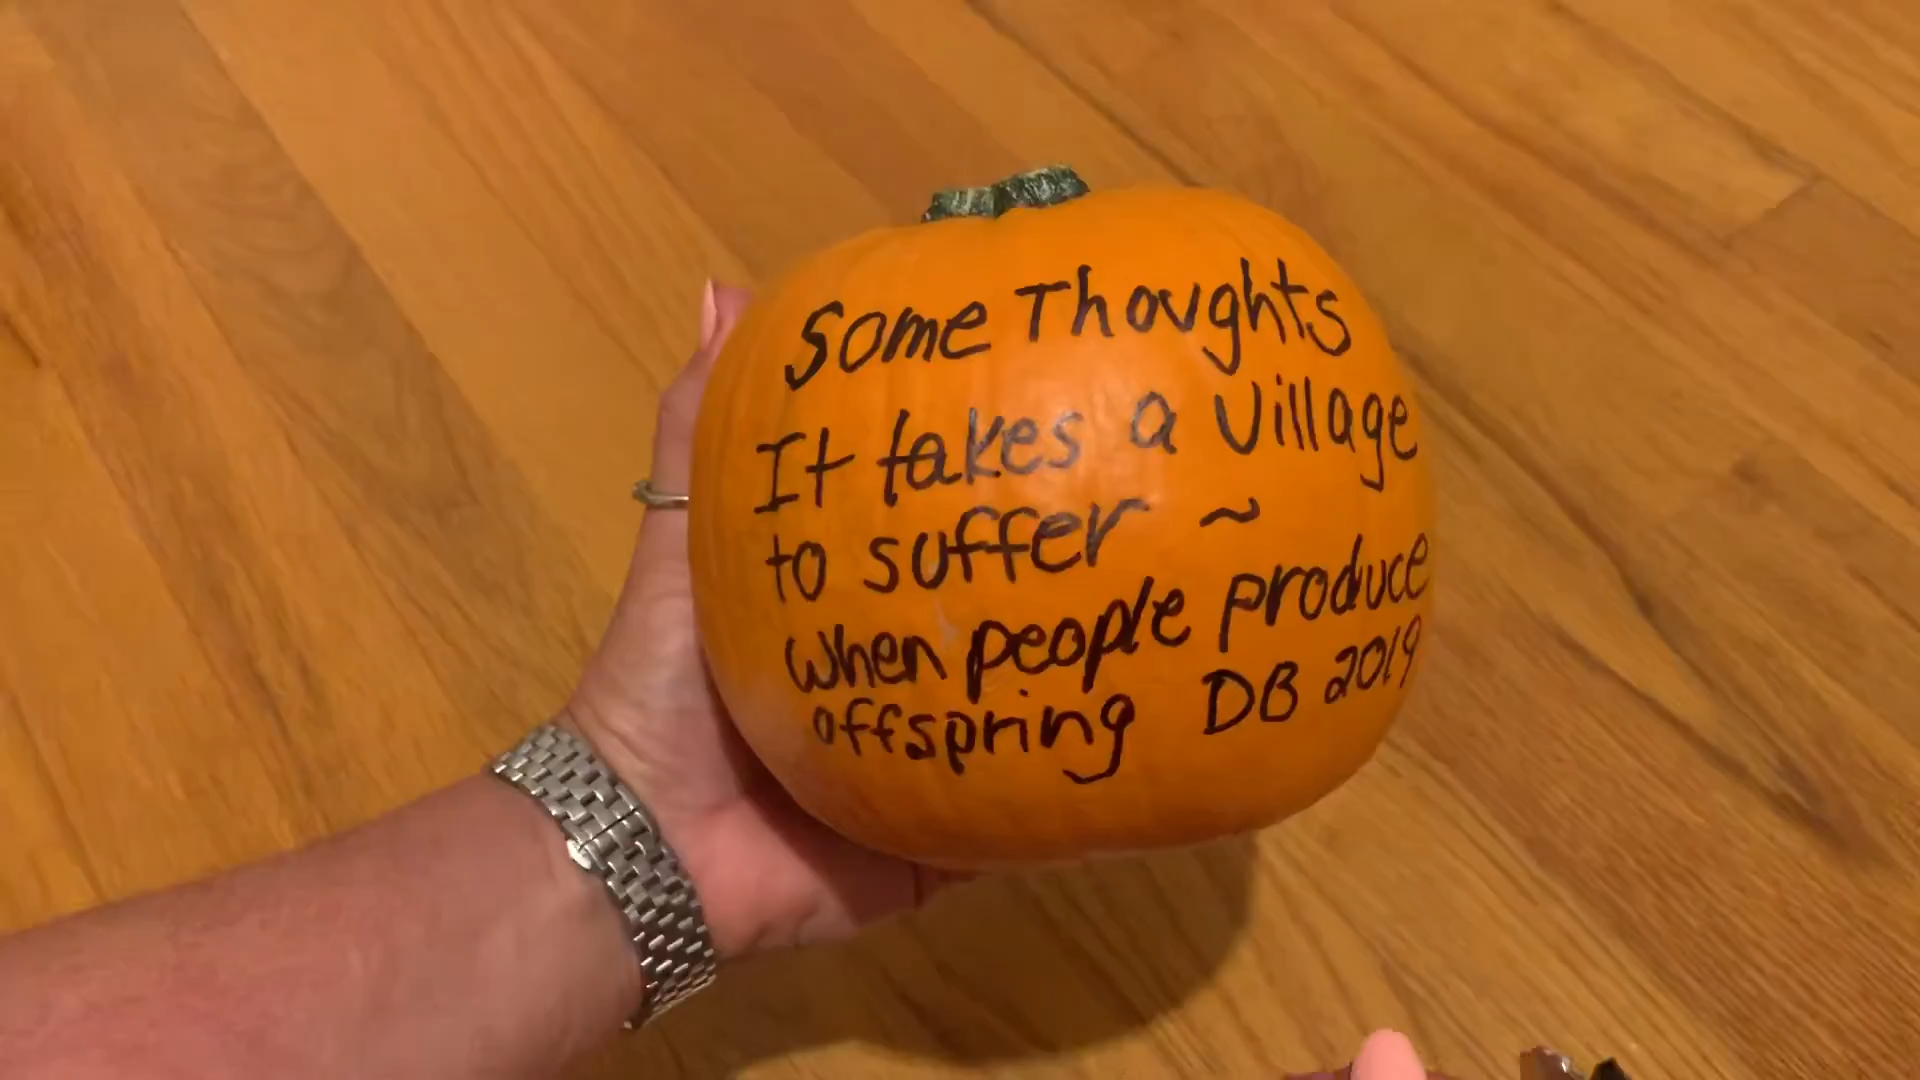 Some Thoughts
It takes a Village
to suffer ~
when people produce
offspring DB 2019